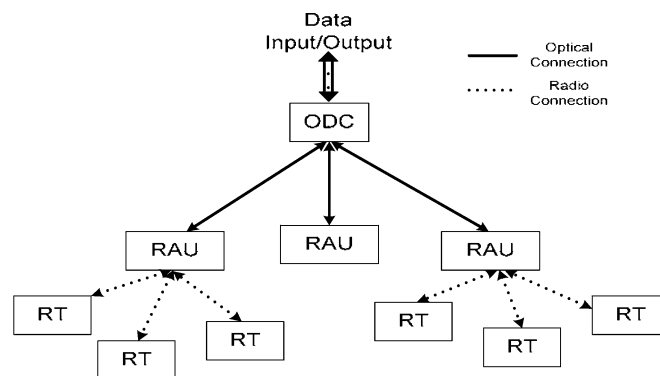 Data
Input/Output
Optical
Connection
Radio
Connection
ODC
RAU
RAU
RAU
RT
RT
RT
RT
RT
RT